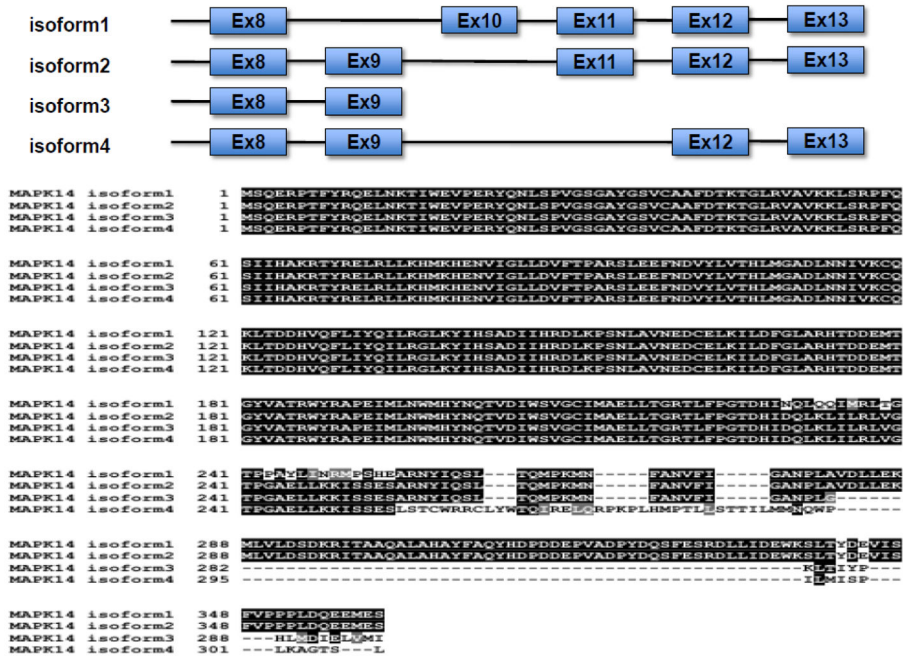 isoform1 Ex8 Ex10 Ex11 Ex12 Ex13
isoform2 Ex8 Ex9 Ex11 Ex12 Ex13
isoform3 Ex8 Ex9
isoform4 Ex8 Ex9 Ex12 Ex13
MAPK14 isoform1 1 MSQERPTFYRQELNKTIWEVPERYQNLSPVGSGAYGSVCAAFDTKTGLRVAVKKLSRPFQ
MAPK14 isoform2 1 MSQERPTFYRQELNKTIWEVPERYQNLSPVGSGAYGSVCAAFDTKTGLRVAVKKLSRPFQ
MAPK14 isoform3 1 MSQERPTFYRQELNKTIWEVPERYQNLSPVGSGAYGSVCAAFDTKTGLRVAVKKLSRPFQ
MAPK14 isoform4 1 MSQERPTFYRQELNKTIWEVPERYQNLSPVGSGAYGSVCAAFDTKTGLRVAVKKLSRPFQ
MAPK14 isoform1 61 SIIHAKRTYRELRLLKHMKHENVIGLLDVFTPARSLEEFNDVYLVTHLMGADLNNIVKCQ
MAPK14 isoform2 61 SIIHAKRTYRELRLLKHMKHENVIGLLDVFTPARSLEEFNDVYLVTHLMGADLNNIVKCQ
MAPK14 isoform3 61 SIIHAKRTYRELRLLKHMKHENVIGLLDVFTPARSLEEFNDVYLVTHLMGADLNNIVKCQ
MAPK14 isoform4 61 SIIHAKRTYRELRLLKHMKHENVIGLLDVFTPARSLEEFNDVYLVTHLMGADLNNIVKCQ
MAPK14 isoform1 121 KLTDDHVQFLIYQILRGLKYIHSADIIHRDLKPSNLAVNEDCELKILDFGLARHTDDEMT
MAPK14 isoform2 121 KLTDDHVQFLIYQILRGLKYIHSADIIHRDLKPSNLAVNEDCELKILDFGLARHTDDEMT
MAPK14 isoform3 121 KLTDDHVQFLIYQILRGLKYIHSADIIHRDLKPSNLAVNEDCELKILDFGLARHTDDEMT
MAPK14 isoform4 121 KLTDDHVQFLIYQILRGLKYIHSADIIHRDLKPSNLAVNEDCELKILDFGLARHTDDEMT
MAPK14 isoform1 181 GYVATRWYRAPEIMLNWMHYNQTVDIWSVGCIMAELLTGRTLFPGTDHINQLQQIMRLTG
MAPK14 isoform2 181 GYVATRWYRAPEIMLNWMHYNQTVDIWSVGCIMAELLTGRTLFPGTDHIDQLKLILRLVG
MAPK14 isoform3 181 GYVATRWYRAPEIMLNWMHYNQTVDIWSVGCIMAELLTGRTLFPGTDHIDQLKLILRLVG
MAPK14 isoform4 181 GYVATRWYRAPEIMLNWMHYNQTVDIWSVGCIMAELLTGRTLFPGTDHIDQLKLILRLVG
MAPK14 isoform1 241 TPPAYLINRMPSHEARNYIQSL----TQMPKMN-------FANVFI-------GANPLAVDLLEK
MAPK14 isoform2 241 TPGAELLKKISSESARNYIQSL----TQMPKMN-------FANVFI-------GANPLAVDLLEK
MAPK14 isoform3 241 TPGAELLKKISSESARNYIQSL----TQMPKMN-------FANVFI-------GANPLG--------
MAPK14 isoform4 241 TPGAELLKKISSESLSTCWRRCLYWTQIRELQRPKPLHMPTLLSTTILMMNQWP--------
MAPK14 isoform1 288 MLVLDSDKRITAAQALAHAYFAQYHDPDDEPVADPYDQSFESRDLLIDEWKSLTYDEVIS
MAPK14 isoform2 288 MLVLDSDKRITAAQALAHAYFAQYHDPDDEPVADPYDQSFESRDLLIDEWKSLTYDEVIS
MAPK14 isoform3 282 --------------------------------------------------KLTIYP----
MAPK14 isoform4 295 --------------------------------------------------ILMISP----
MAPK14 isoform1 348 FVPPPLDQEEMES
MAPK14 isoform2 348 FVPPPLDQEEMES
MAPK14 isoform3 288 ---HLMDIELVMI
MAPK14 isoform4 301 ---LKAGTS---L